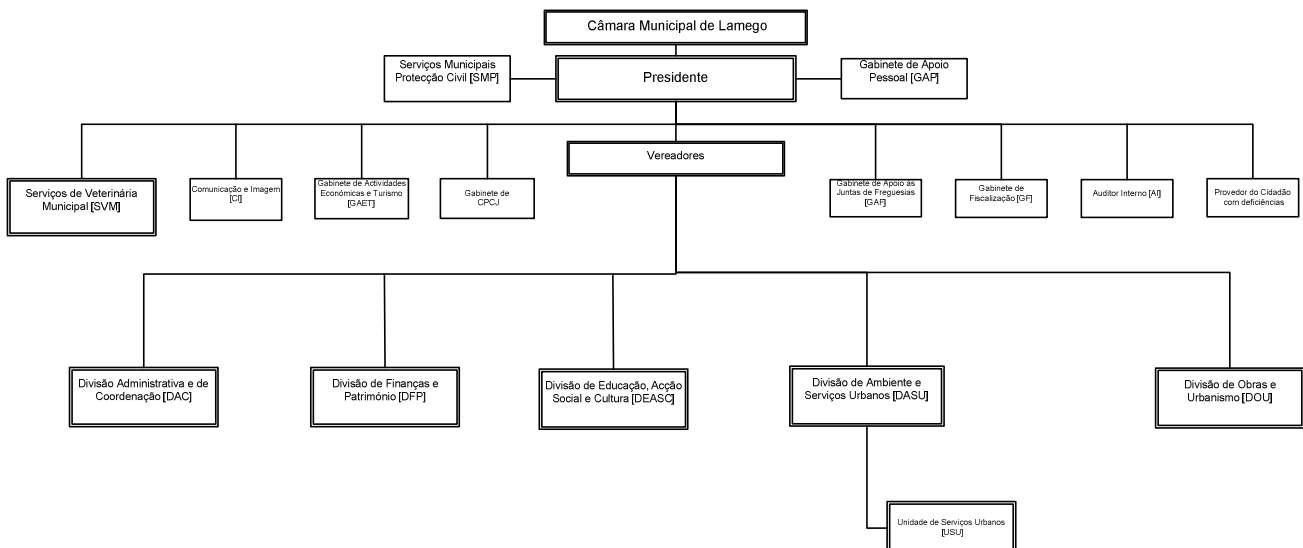 Câmara Municipal de Lamego
Serviços Municipais
Protecção Civil [SMP]
Presidente
Gabinete de Apoio
Pessoal [GAP]
Vereadores
Serviços de Veterinária
Municipal [SVM]
Comunicação e Imagem
[CI]
Gabinete de Actividades
Económicas e Turismo
[GAET]
Gabinete de
CPCJ
Gabinete de Apoio ás
Juntas de Freguesias
[GAF]
Gabinete de
Fiscalização [GF]
Auditor Interno [AI]
Provedor do Cidadão
com deficiências
Divisão Administrativa e de
Coordenação [DAC]
Divisão de Finanças e
Património [DFP]
Divisão de Educação, Acção
Social e Cultura [DEASC]
Divisão de Ambiente e
Serviços Urbanos [DASU]
Divisão de Obras e
Urbanismo [DOU]
Unidade de Serviços Urbanos
[USU]